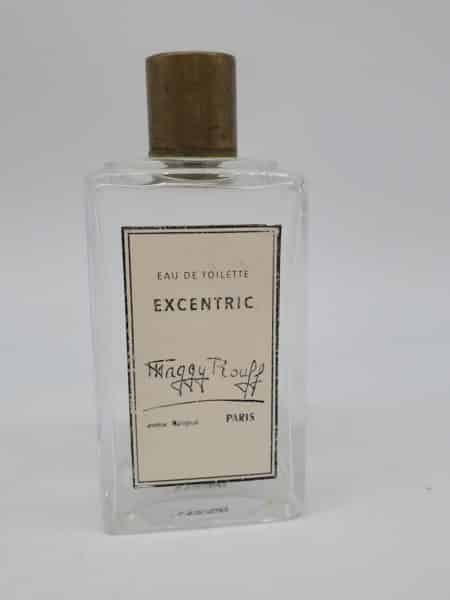 EAU DE TOILETTE
EXCENTRIC
Maggy Rouff
PARIS